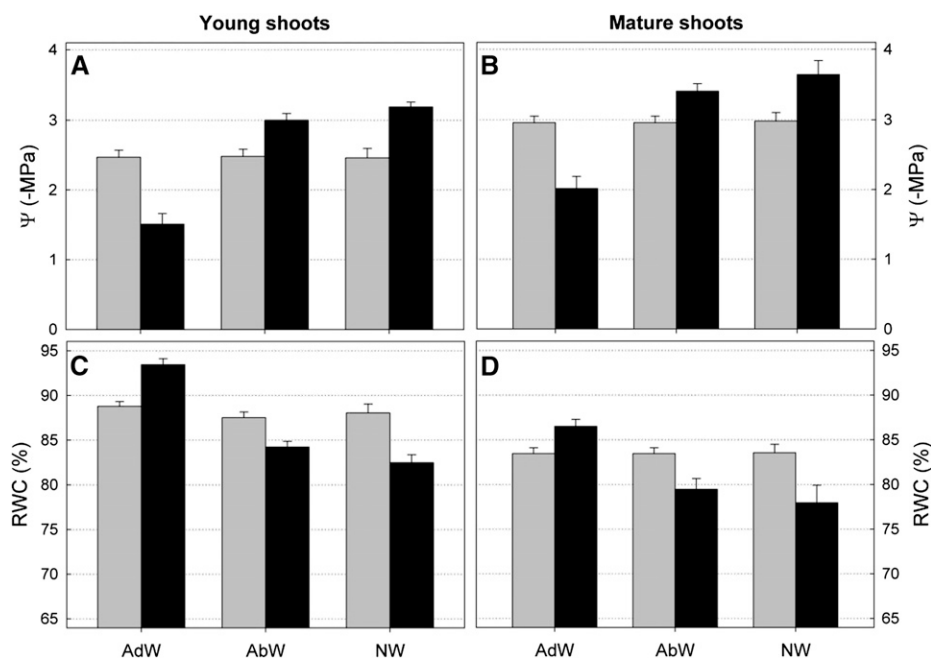 Young shoots
Mature shoots
A
B
4
3
2
1
0
Ψ (-MPa)
4
3
2
1
0
Ψ (-MPa)
C
D
95
90
85
80
75
70
65
RWC (%)
95
90
85
80
75
70
65
RWC (%)
AdW AbW NW
AdW AbW NW